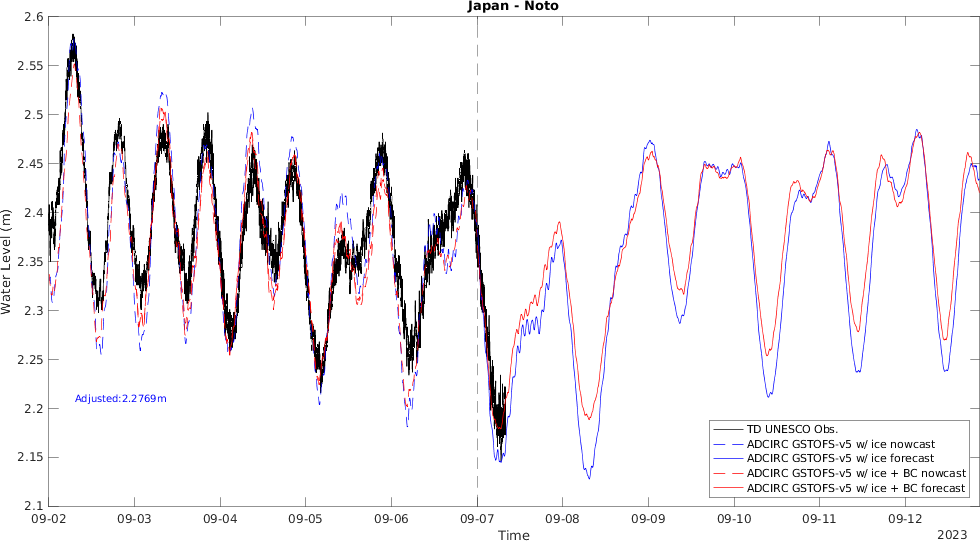 Japan - Noto
2.6
2.55
2.5
2.45
2.4
2.35
2.3
2.25
2.2
2.15
2.1
Water Level (m)
Adjusted:2.2769m
TD UNESCO Obs.
ADCIRC GSTOFS-v5 w/ ice nowcast
ADCIRC GSTOFS-v5 w/ ice forecast
ADCIRC GSTOFS-v5 w/ ice + BC nowcast
ADCIRC GSTOFS-v5 w/ ice + BC forecast
09-02 09-03 09-04 09-05 09-06 09-07 09-08 09-09 09-10 09-11 09-12
Time
2023